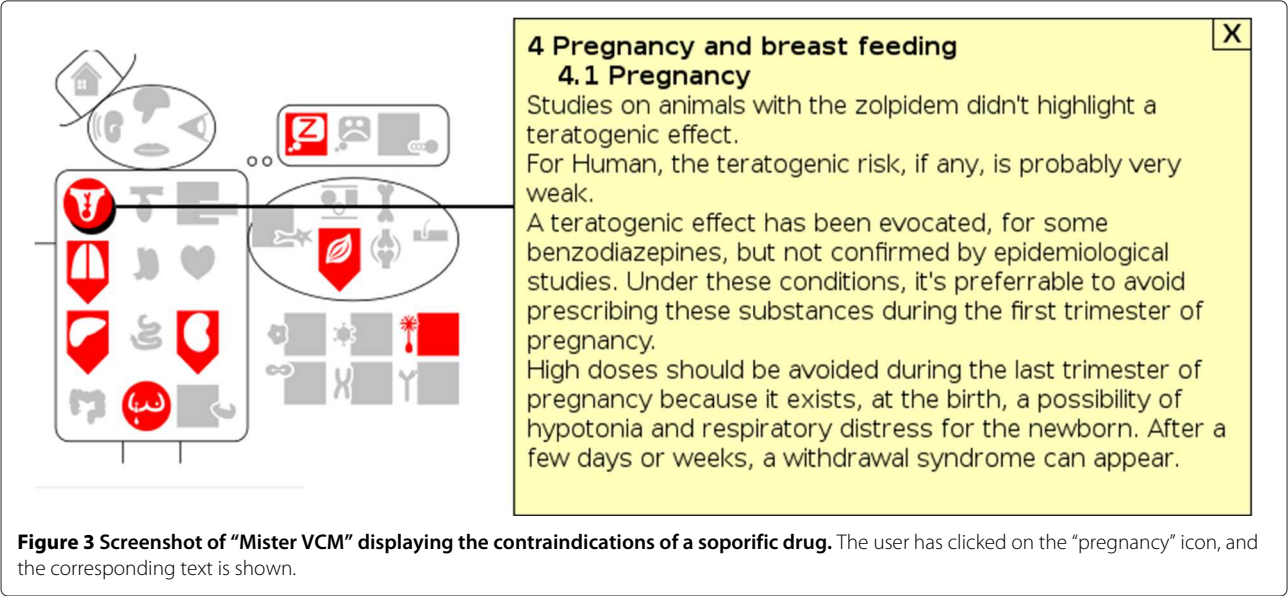 X
4 Pregnancy and breast feeding
4.1 Pregnancy
Studies on animals with the zolpidem didn't highlight a
teratogenic effect.
For Human, the teratogenic risk, if any, is probably very
weak.
A teratogenic effect has been evocated, for some
benzodiazepines, but not confirmed by epidemiological
studies. Under these conditions, it's preferrable to avoid
prescribing these substances during the first trimester of
pregnancy.
High doses should be avoided during the last trimester of
pregnancy because it exists, at the birth, a possibility of
hypotonia and respiratory distress for the newborn. After a
few days or weeks, a withdrawal syndrome can appear.
Z
Figure 3 Screenshot of “Mister VCM” displaying the contraindications of a soporific drug. The user has clicked on the “pregnancy” icon, and
the corresponding text is shown.